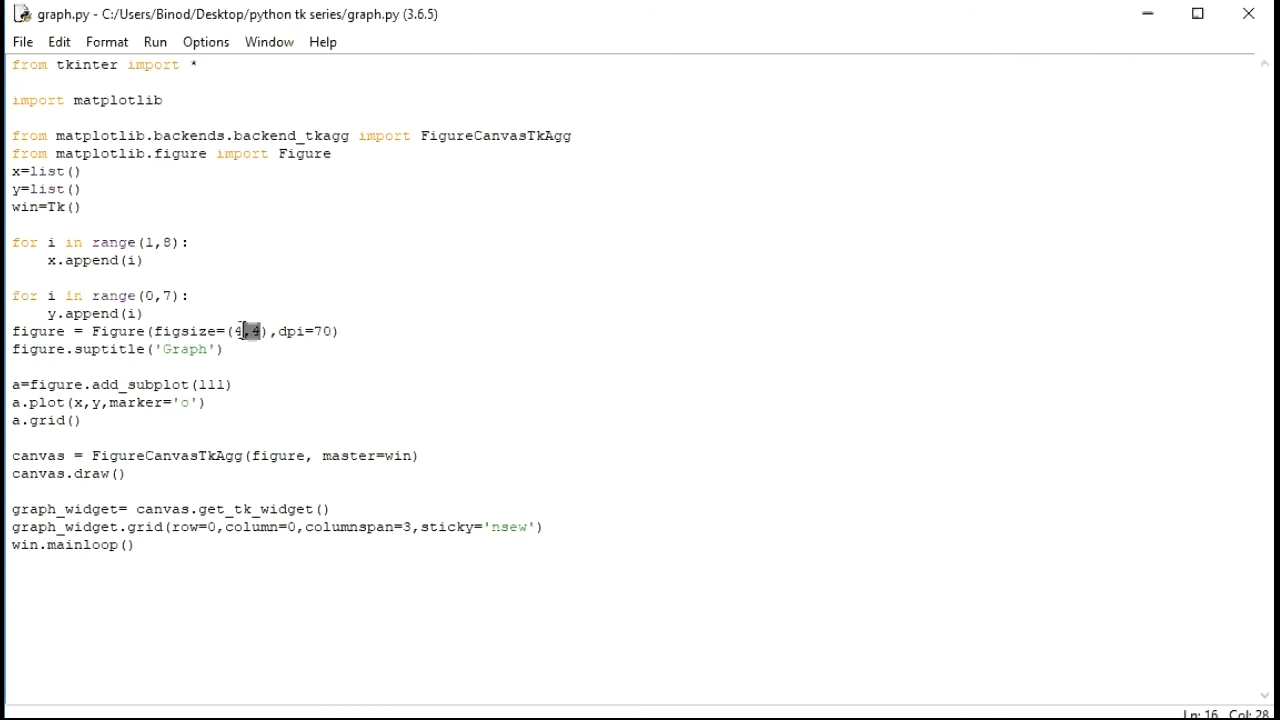 graph.py - C:/Users/Binod/Desktop/python tk series/graph.py (3.6.5)
File Edit Format Run Options Window Help
from tkinter import *
import matplotlib
from matplotlib.backends.backend_tkagg import FigureCanvasTkAgg
from matplotlib.figure import Figure
x=list()
y=list()
win=Tk()
for i in range(1,8):
    x.append(i)
for i in range(0,7):
    y.append(i)
figure = Figure(figsize=(4,4),dpi=70)
figure.suptitle('Graph')
a=figure.add_subplot(111)
a.plot(x,y,marker='o')
a.grid()
canvas = FigureCanvasTkAgg(figure, master=win)
canvas.draw()
graph_widget= canvas.get_tk_widget()
graph_widget.grid(row=0,column=0,columnspan=3,sticky='nsew')
win.mainloop()
Ln: 16 Col: 28